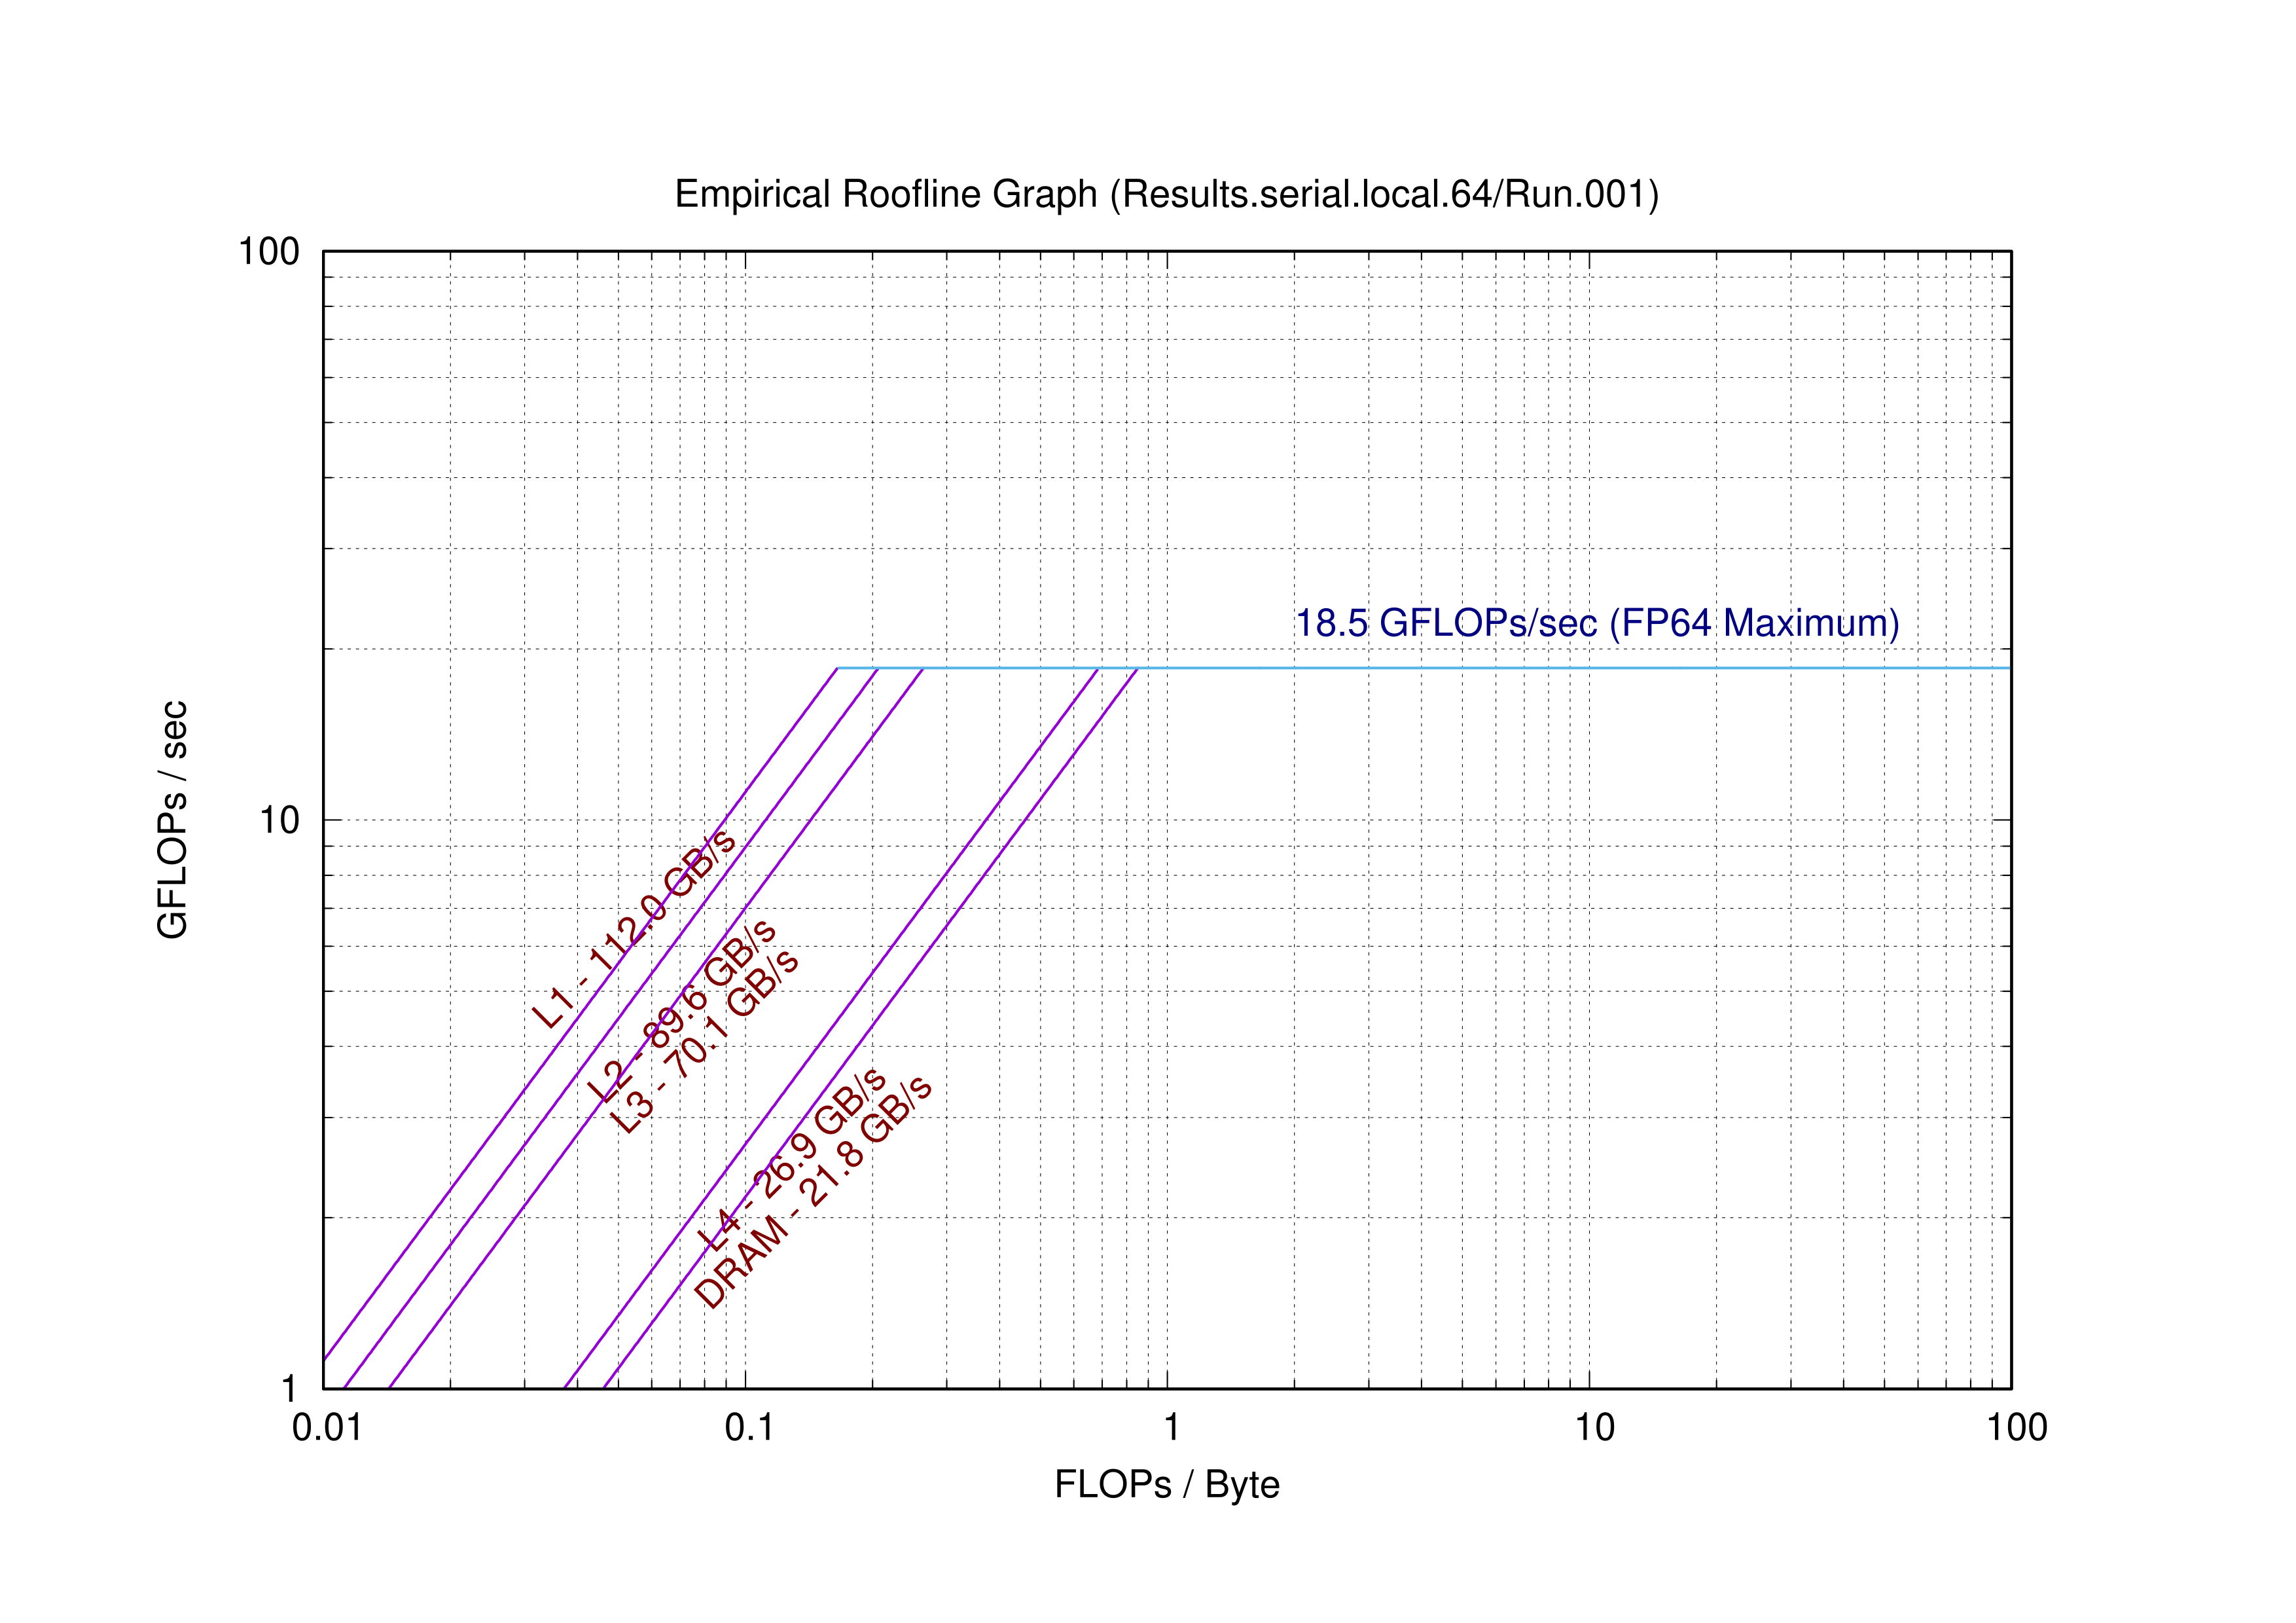 Empirical Roofline Graph (Results.serial.local.64/Run.001)
100
18.5 GFLOPs/sec (FP64 Maximum)
GFLOPs / sec
10
L1 - 112.0 GB/s
L2 - 89.6 GB/s
L3 - 70.1 GB/s
L4 - 26.9 GB/s
DRAM - 21.8 GB/s
1
0.01 0.1 1 10 100
FLOPs / Byte